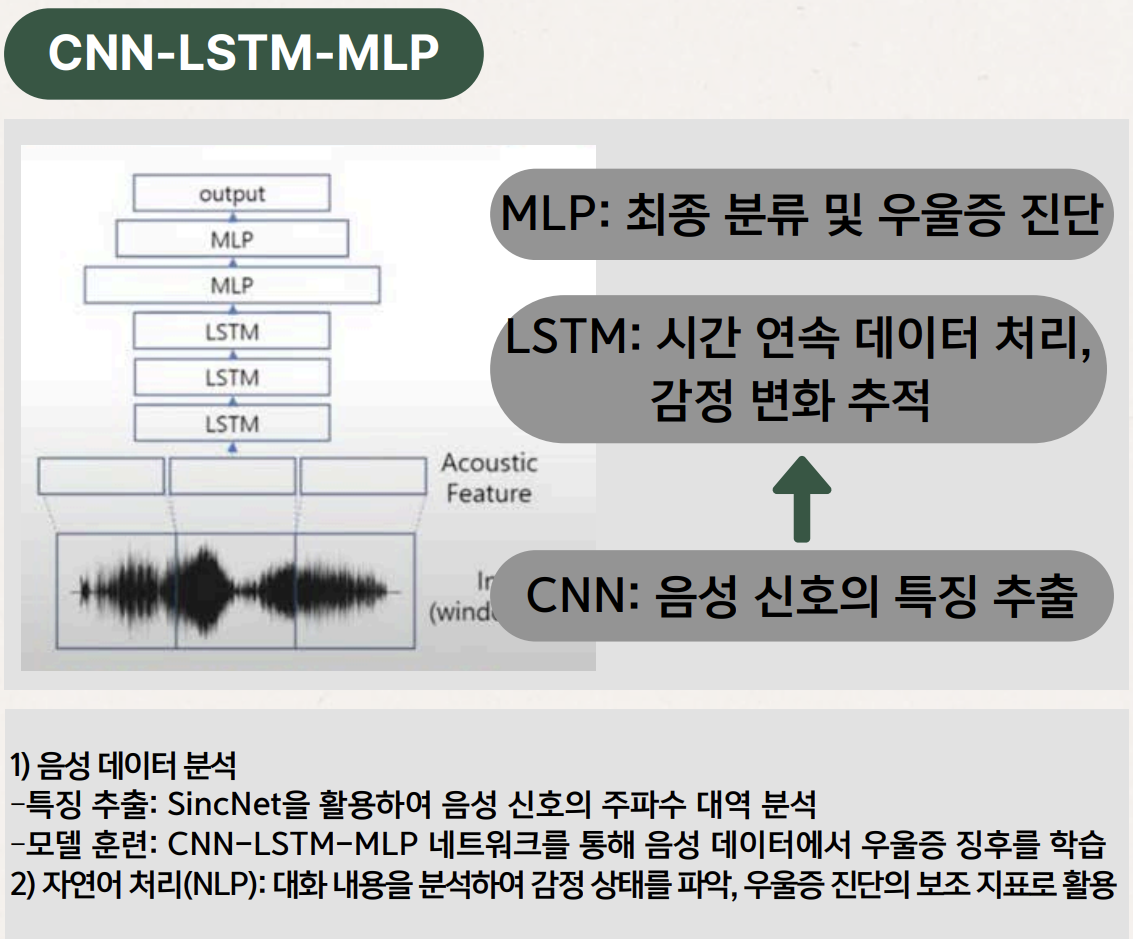 CNN-LSTM-MLP
output
MLP
MLP
LSTM
LSTM
LSTM
Acoustic
Feature
MLP: 최종 분류 및 우울증 진단
LSTM: 시간 연속 데이터 처리,
감정 변화 추적
CNN: 음성 신호의 특징 추출
1) 음성 데이터 분석
-특징 추출: SincNet을 활용하여 음성 신호의 주파수 대역 분석
-모델 훈련: CNN-LSTM-MLP 네트워크를 통해 음성 데이터에서 우울증 징후를 학습
2) 자연어 처리(NLP): 대화 내용을 분석하여 감정 상태를 파악, 우울증 진단의 보조 지표로 활용